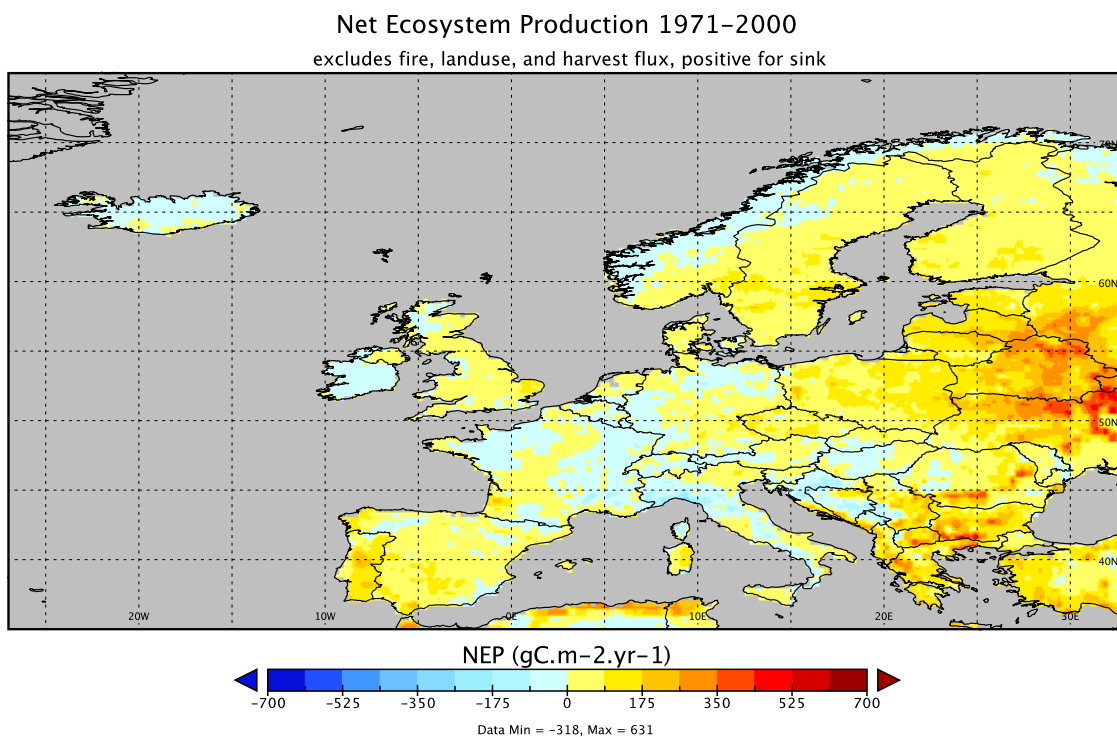 Net Ecosystem Production 1971−2000
excludes fire, landuse, and harvest flux, positive for sink
60N
50N
40N
20W 10W 0E 10E 20E 30E
NEP (gC.m−2.yr−1)
−700 −525 −350 −175 0 175 350 525 700
Data Min = −318, Max = 631